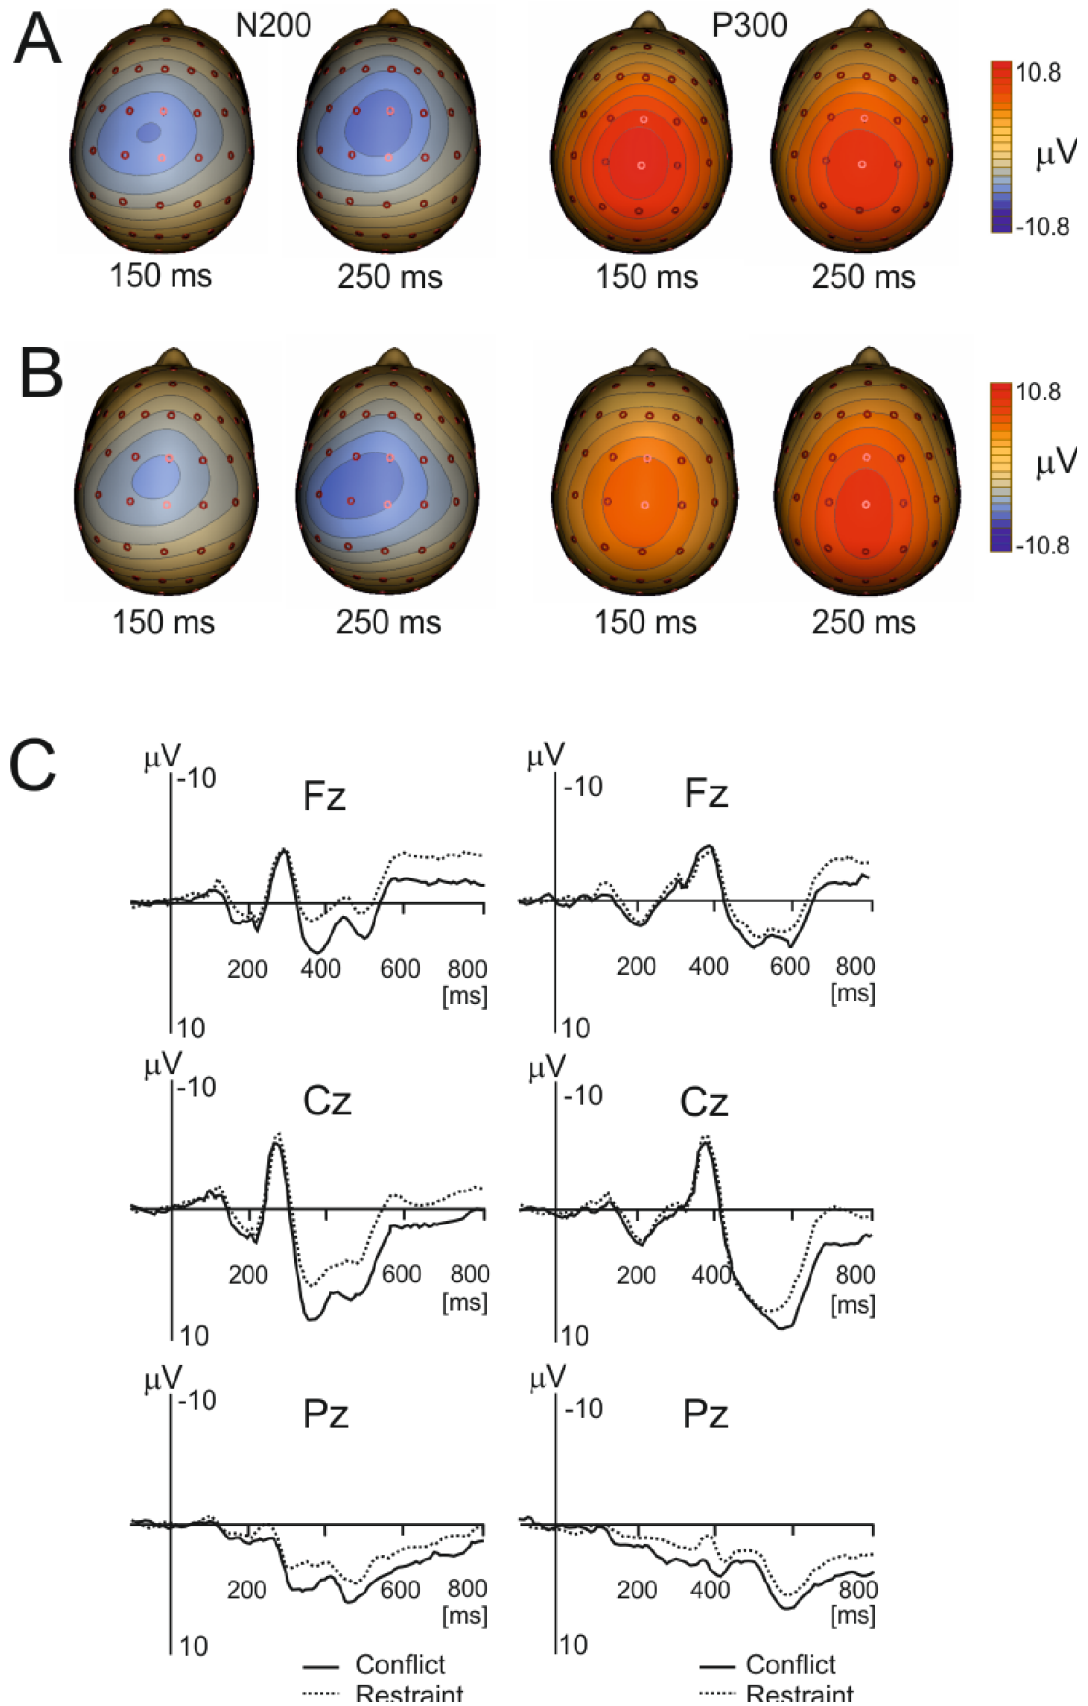 A N200 P300
10.8
µV
-10.8
150 ms 250 ms 150 ms 250 ms
B
10.8
µV
-10.8
150 ms 250 ms 150 ms 250 ms
C
µV -10 Fz µV -10 Fz
200 400 600 800 200 400 600 800
[ms] [ms]
10 10
µV -10 Cz µV -10 Cz
200 600 800 200 400 800
[ms] [ms]
10 10
µV -10 Pz µV -10 Pz
200 600 800 200 400 800
[ms] [ms]
10 10
Conflict Conflict
Restraint Restraint